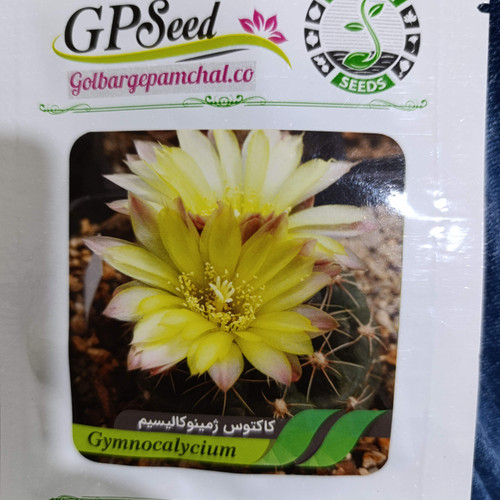 GPSeed
Golbargepamchal.co
SEEDS
کاکتوس ژمینوکالیسیم
Gymnocalycium